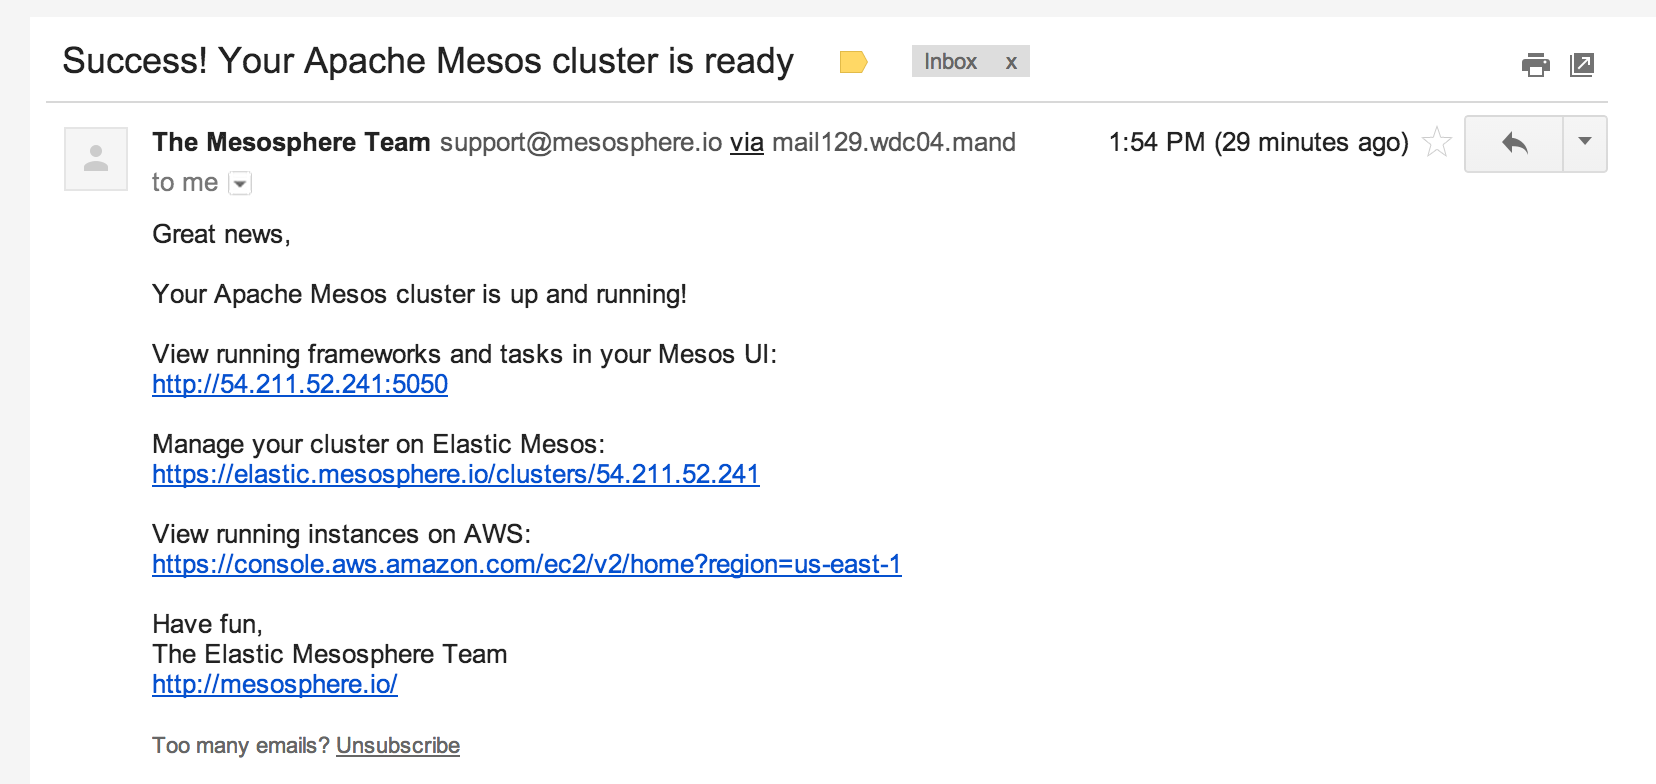 Success! Your Apache Mesos cluster is ready Inbox x
The Mesosphere Team support@mesosphere.io via mail129.wdc04.mand 1:54 PM (29 minutes ago)
to me
Great news,
Your Apache Mesos cluster is up and running!
View running frameworks and tasks in your Mesos UI:
http://54.211.52.241:5050
Manage your cluster on Elastic Mesos:
https://elastic.mesosphere.io/clusters/54.211.52.241
View running instances on AWS:
https://console.aws.amazon.com/ec2/v2/home?region=us-east-1
Have fun,
The Elastic Mesosphere Team
http://mesosphere.io/
Too many emails? Unsubscribe